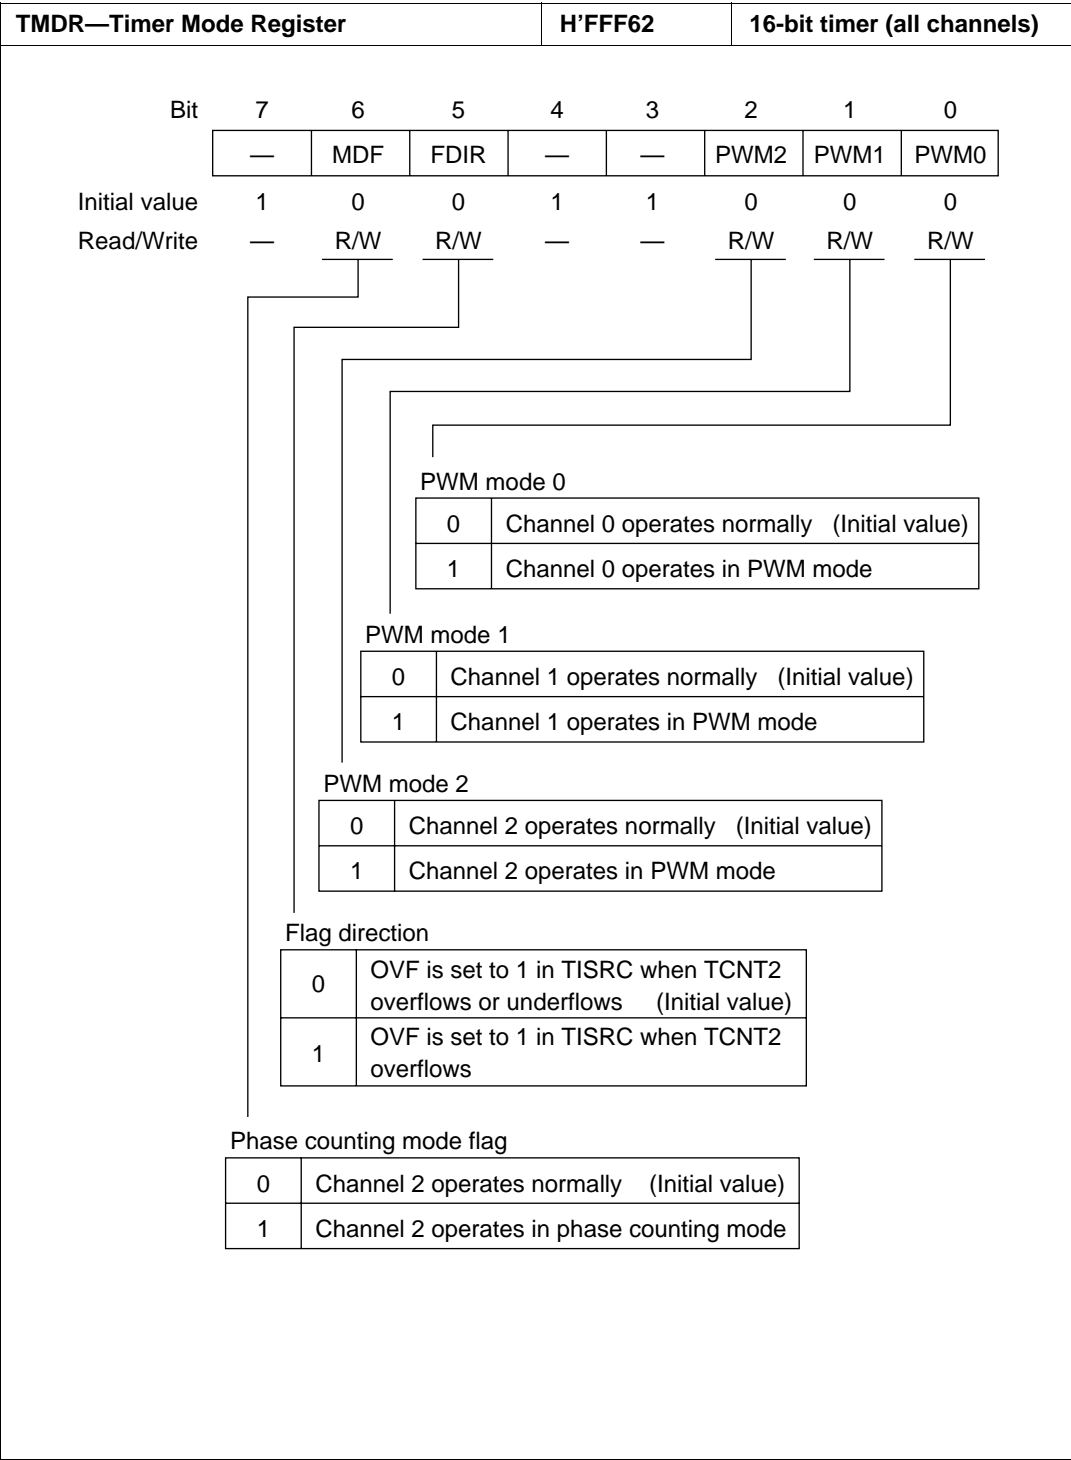 TMDR—Timer Mode Register H'FFF62 16-bit timer (all channels)
Bit 7 6 5 4 3 2 1 0
— MDF FDIR — — PWM2 PWM1 PWM0
Initial value 1 0 0 1 1 0 0 0
Read/Write — R/W R/W — — R/W R/W R/W
PWM mode 0
0 Channel 0 operates normally (Initial value)
1 Channel 0 operates in PWM mode
PWM mode 1
0 Channel 1 operates normally (Initial value)
1 Channel 1 operates in PWM mode
PWM mode 2
0 Channel 2 operates normally (Initial value)
1 Channel 2 operates in PWM mode
Flag direction
0 OVF is set to 1 in TISRC when TCNT2
overflows or underflows (Initial value)
1 OVF is set to 1 in TISRC when TCNT2
overflows
Phase counting mode flag
0 Channel 2 operates normally (Initial value)
1 Channel 2 operates in phase counting mode